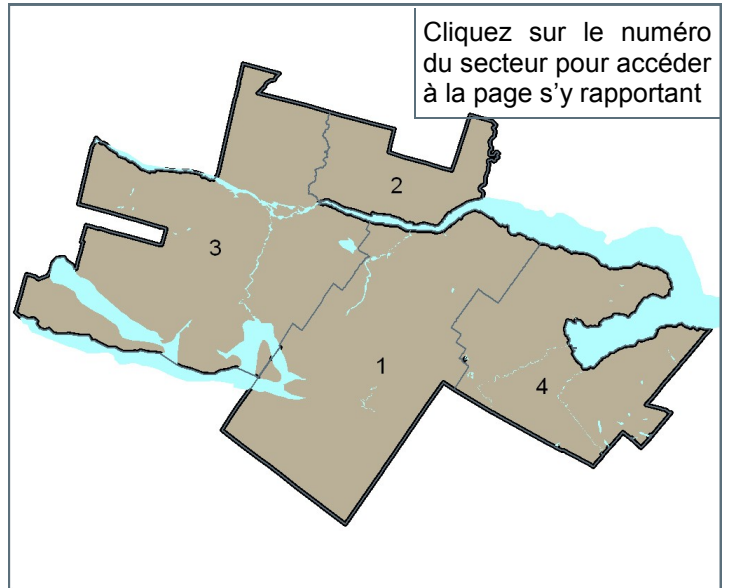 Cliquez sur le numéro
du secteur pour accéder
à la page s’y rapportant
2
3
1
4